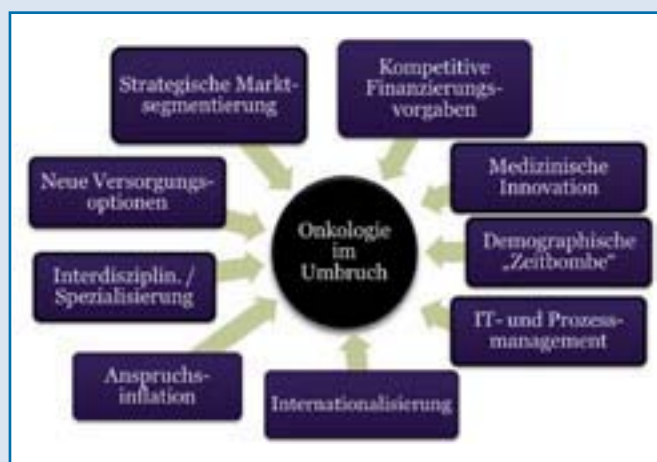 Strategische Markt-
segmentierung
Kompetitive
Finanzierungs-
vorgaben
Neue Versorgungs-
optionen
Medizinische
Innovation
Onkologie
im
Umbruch
Interdisziplin. /
Spezialisierung
Demographische
„Zeitbombe“
Anspruchs-
inflation
IT- und Prozess-
management
Internationalisierung